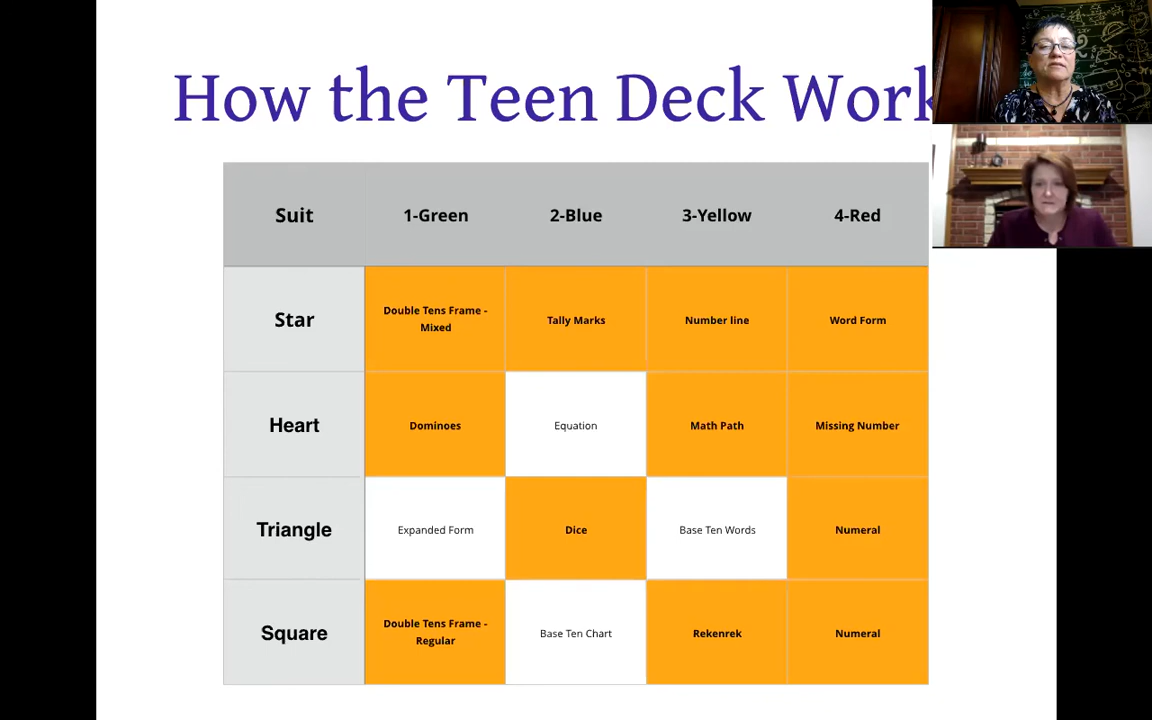 How the Teen Deck Work
Suit 1-Green 2-Blue 3-Yellow 4-Red
Star Double Tens Frame - Mixed Tally Marks Number line Word Form
Heart Dominoes Equation Math Path Missing Number
Triangle Expanded Form Dice Base Ten Words Numeral
Square Double Tens Frame - Regular Base Ten Chart Rekenrek Numeral